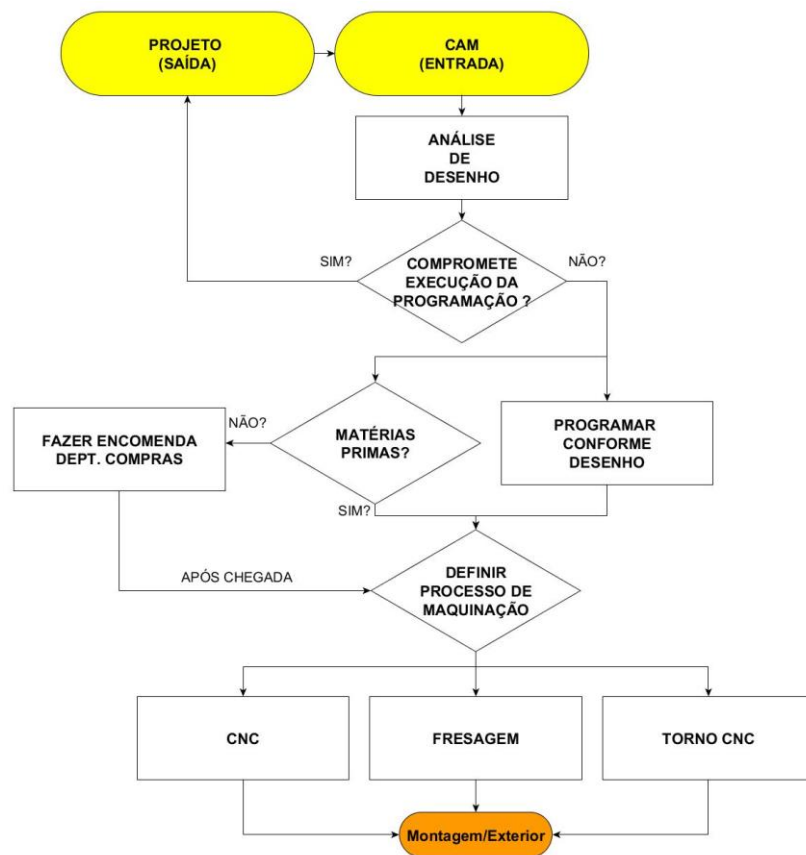 PROJETO
(SAÍDA)
CAM
(ENTRADA)
ANÁLISE
DE
DESENHO
SIM?
NÃO?
COMPROMETE
EXECUÇÃO DA
PROGRAMAÇÃO ?
NÃO?
FAZER ENCOMENDA
DEPT. COMPRAS
MATÉRIAS
PRIMAS?
PROGRAMAR
CONFORME
DESENHO
SIM?
APÓS CHEGADA
DEFINIR
PROCESSO DE
MAQUINAÇÃO
CNC
FRESAGEM
TORNO CNC
Montagem/Exterior